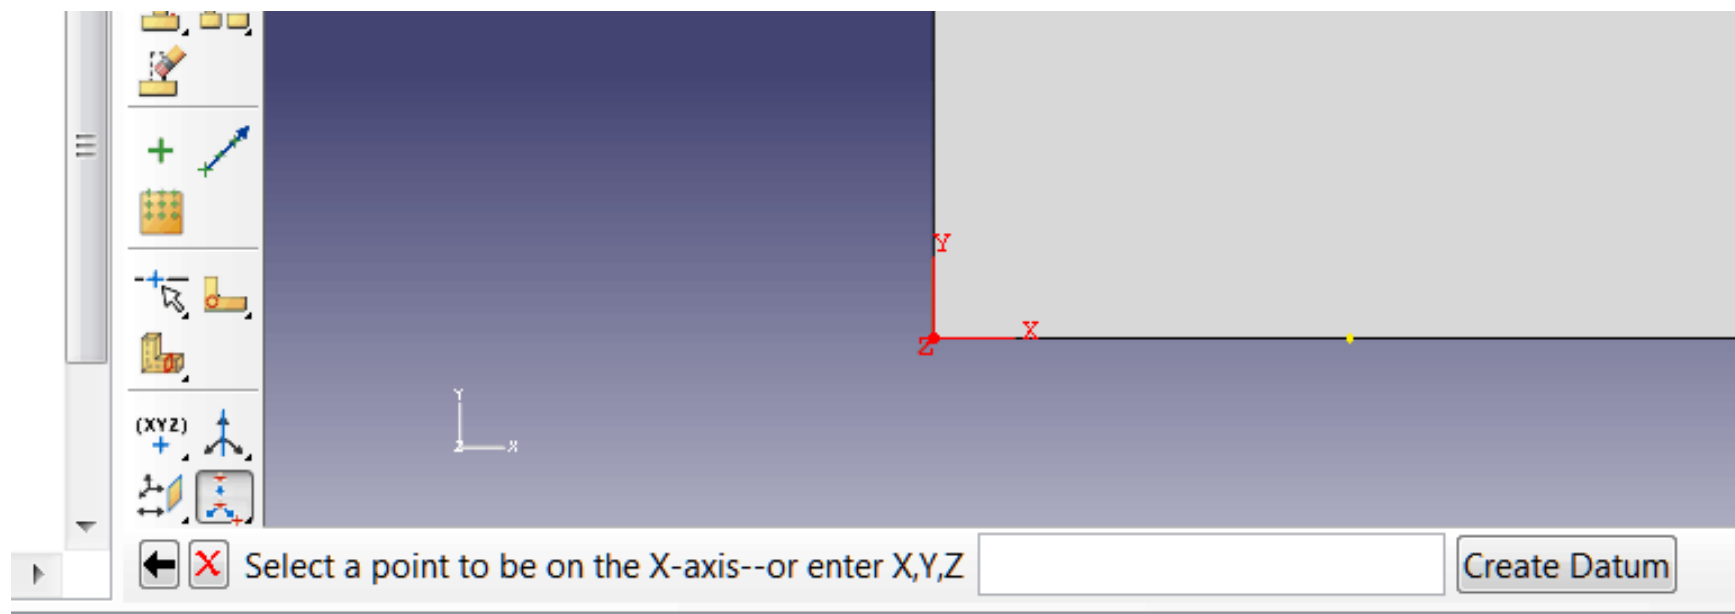 Y
X
Z
Y
Z X
(XYZ)
Select a point to be on the X-axis--or enter X,Y,Z
Create Datum